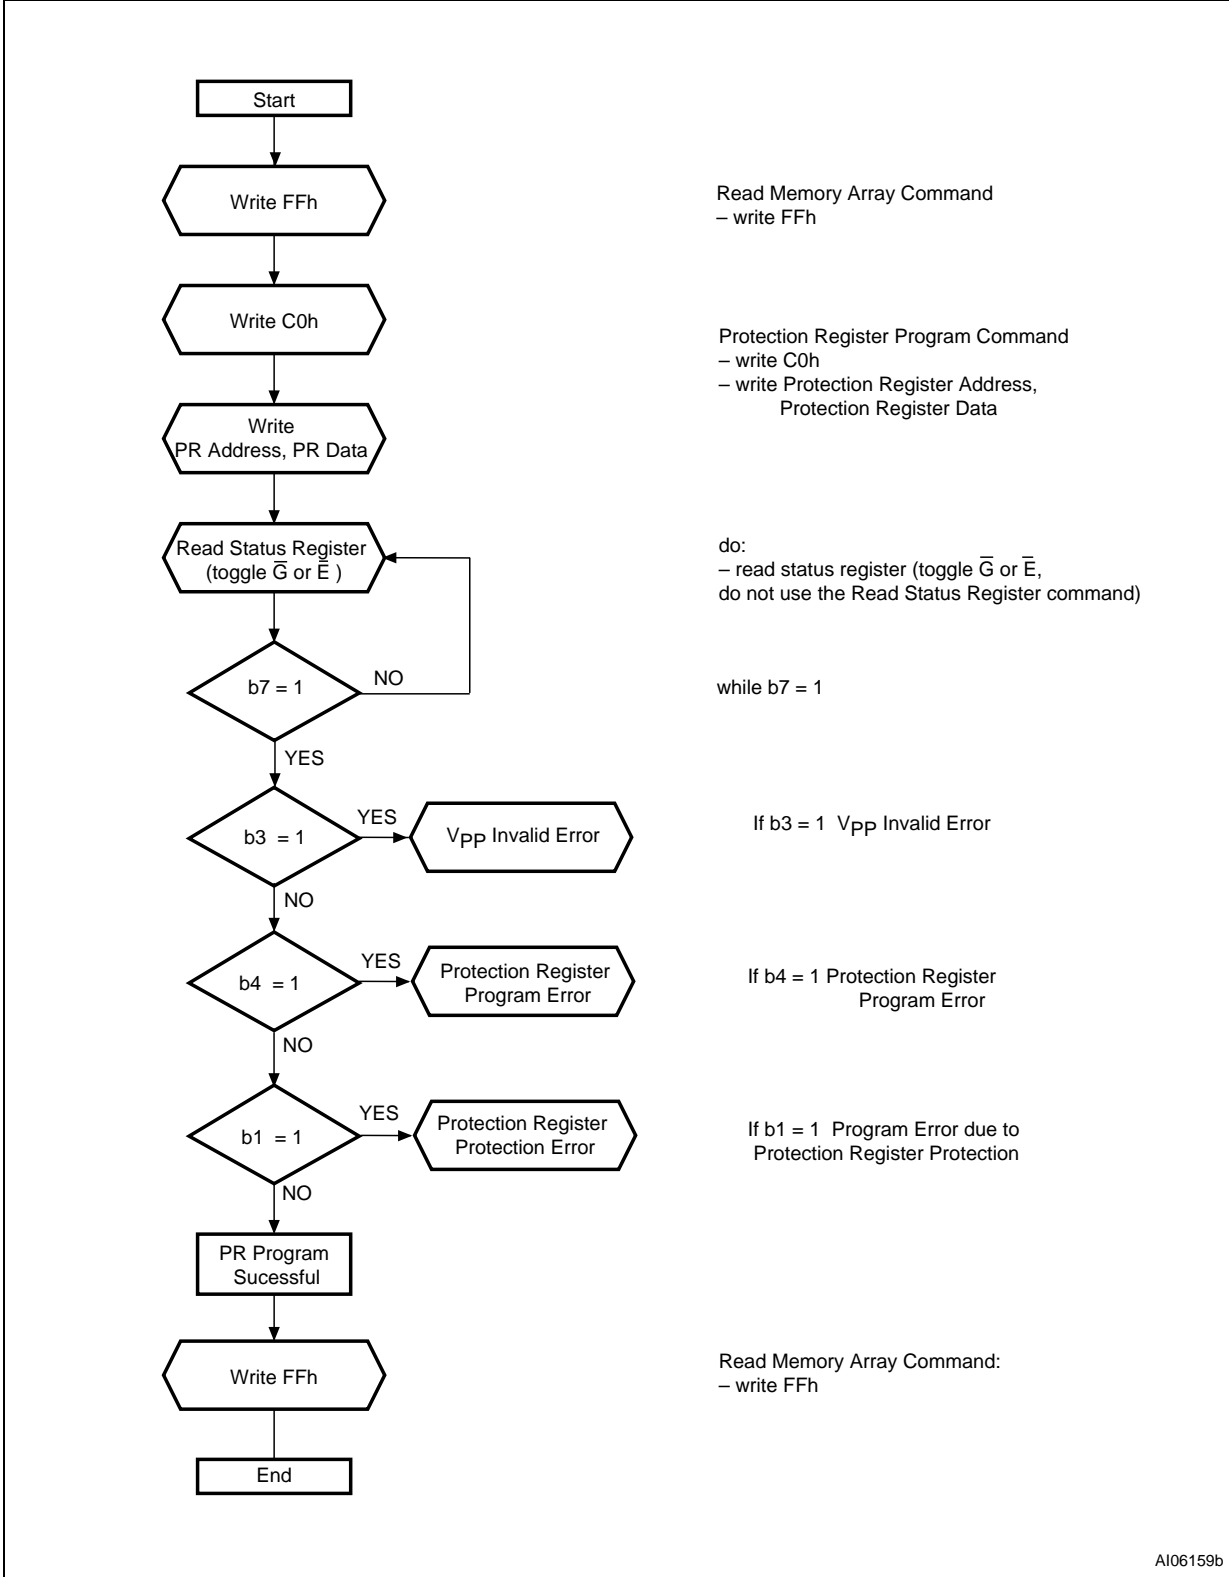 Start
Write FFh
Read Memory Array Command
– write FFh
Write C0h
Protection Register Program Command
– write C0h
– write Protection Register Address,
Protection Register Data
Write
PR Address, PR Data
Read Status Register
(toggle G̅ or E̅ )
do:
– read status register (toggle G̅ or E̅,
do not use the Read Status Register command)
b7 = 1
NO
while b7 = 1
YES
b3 = 1
YES
VPP Invalid Error
If b3 = 1 VPP Invalid Error
NO
b4 = 1
YES
Protection Register
Program Error
If b4 = 1 Protection Register
Program Error
NO
b1 = 1
YES
Protection Register
Protection Error
If b1 = 1 Program Error due to
Protection Register Protection
NO
PR Program
Sucessful
Write FFh
Read Memory Array Command:
– write FFh
End
AI06159b